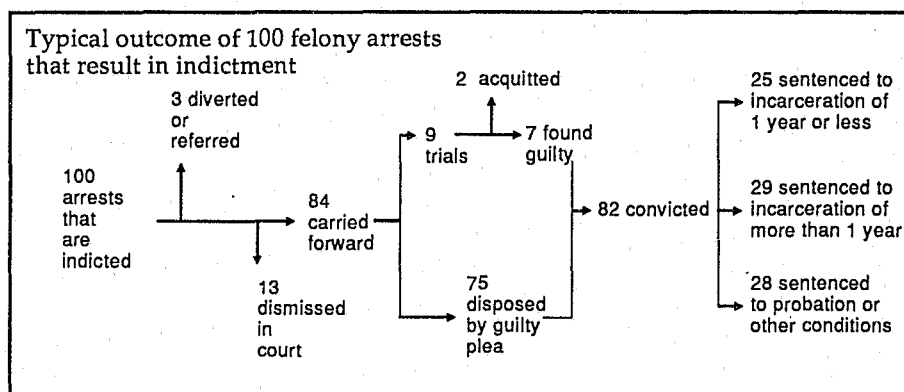 Typical outcome of 100 felony arrests
that result in indictment
3 diverted
or
referred
100
arrests
that
are
indicted
13
dismissed
in
court
84
carried
forward
9
trials
2 acquitted
7 found
guilty
75
disposed
by guilty
plea
82 convicted
25 sentenced to
incarceration of
1 year or less
29 sentenced to
incarceration of
more than 1 year
28 sentenced
to probation or
other conditions